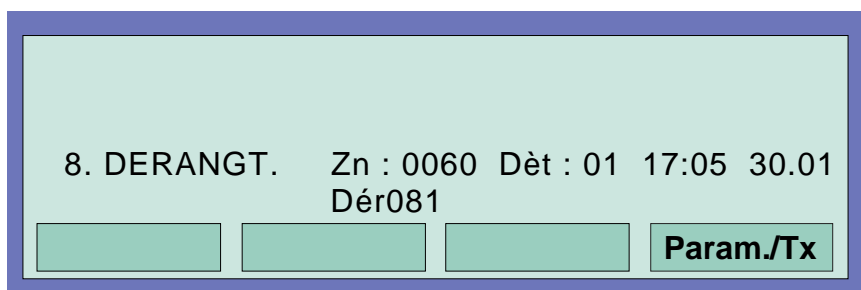 8. DERANGT. Zn : 0060 Dèt : 01 17:05 30.01
Dér081
Param./Tx